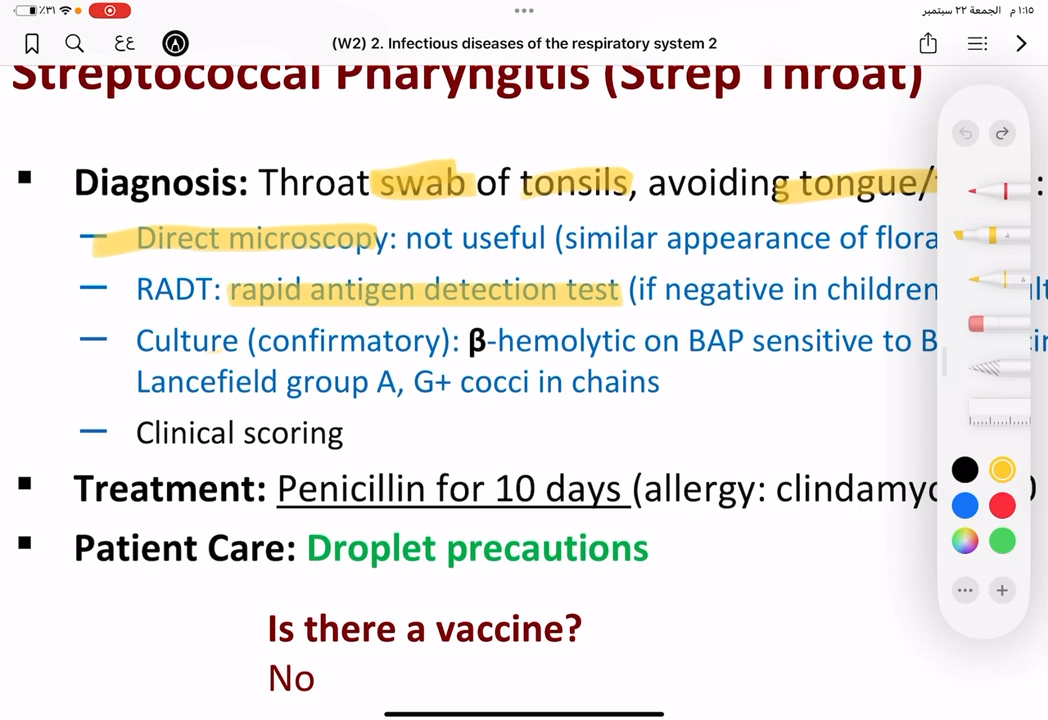 ٪٣١
١:١٥ م الجمعة ٢٢ سبتمبر
٤٤
(W2) 2. Infectious diseases of the respiratory system 2
Streptococcal Pharyngitis (Strep Throat)
▪ Diagnosis: Throat swab of tonsils, avoiding tongue/ :
— Direct microscopy: not useful (similar appearance of flora
— RADT: rapid antigen detection test (if negative in children
— Culture (confirmatory): β-hemolytic on BAP sensitive to B
Lancefield group A, G+ cocci in chains
— Clinical scoring
▪ Treatment: Penicillin for 10 days (allergy: clindamyc
▪ Patient Care: Droplet precautions
Is there a vaccine?
No